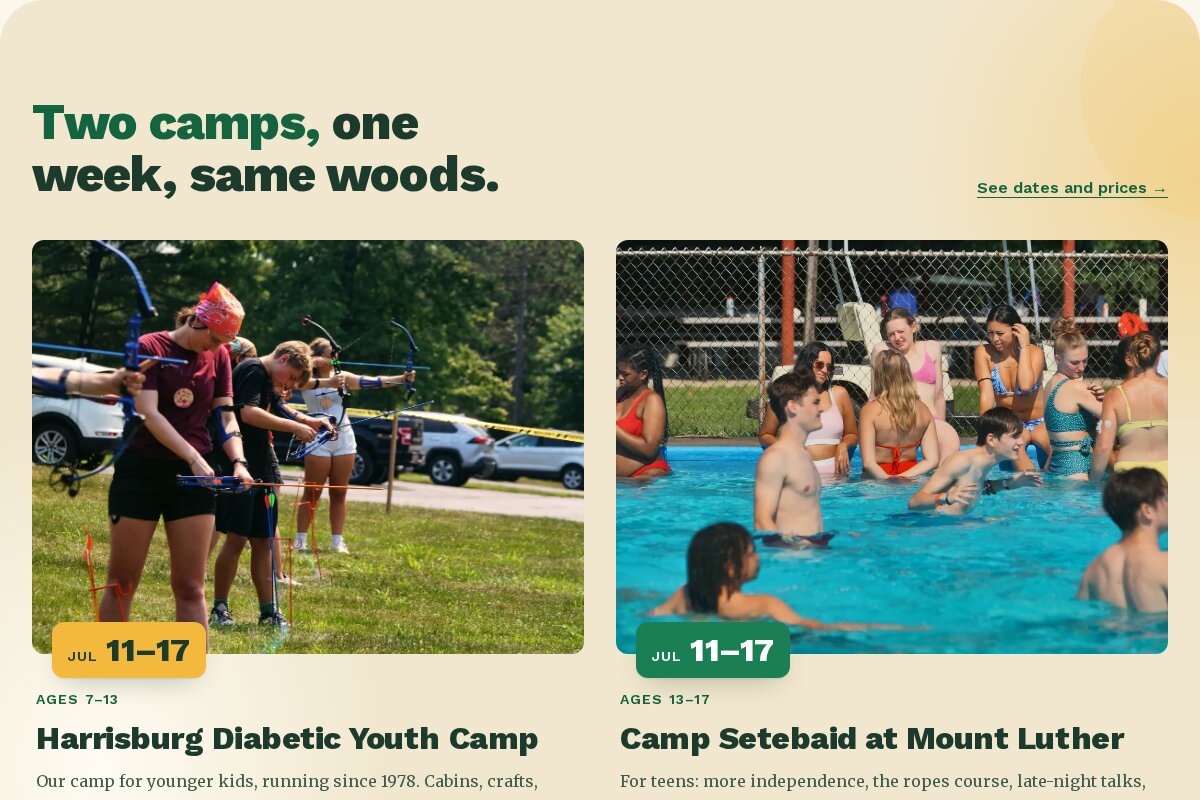 Two camps, one
week, same woods.
See dates and prices →
JUL 11–17
JUL 11–17
AGES 7–13
AGES 13–17
Harrisburg Diabetic Youth Camp
Camp Setebaid at Mount Luther
Our camp for younger kids, running since 1978. Cabins, crafts,
For teens: more independence, the ropes course, late-night talks,